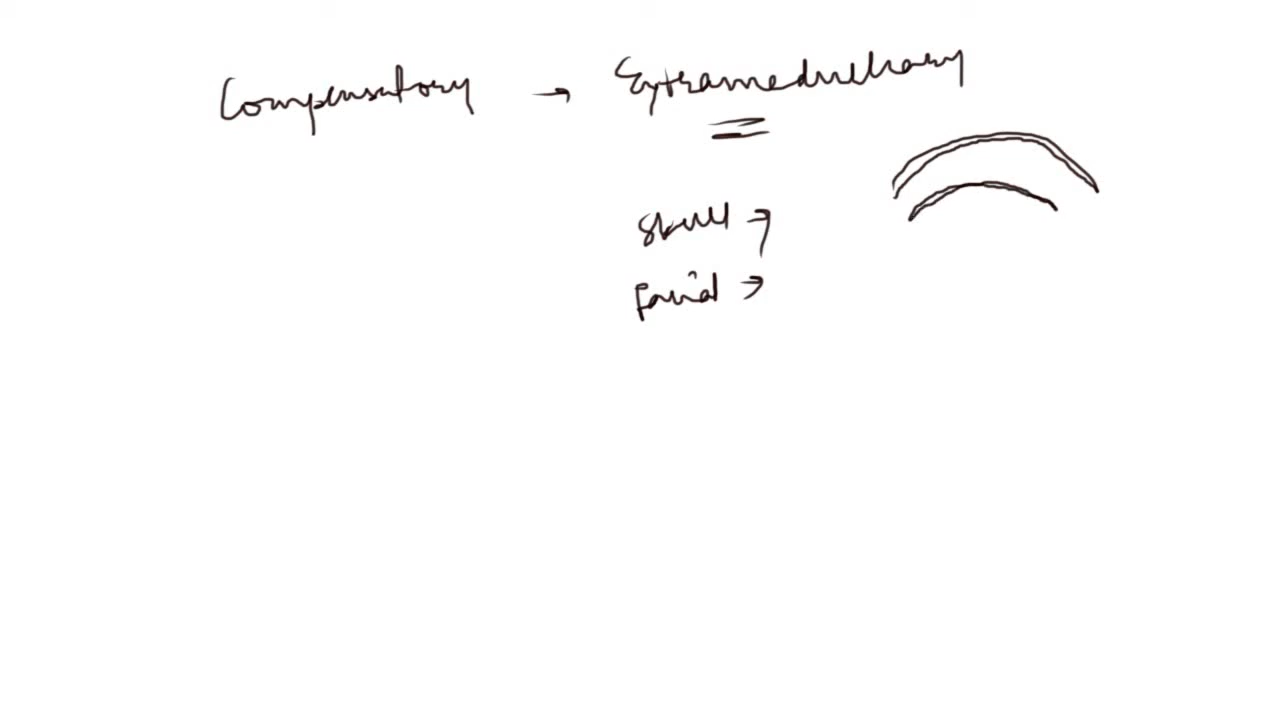 Compensatory → Extramedullary
Skull →
Facial →